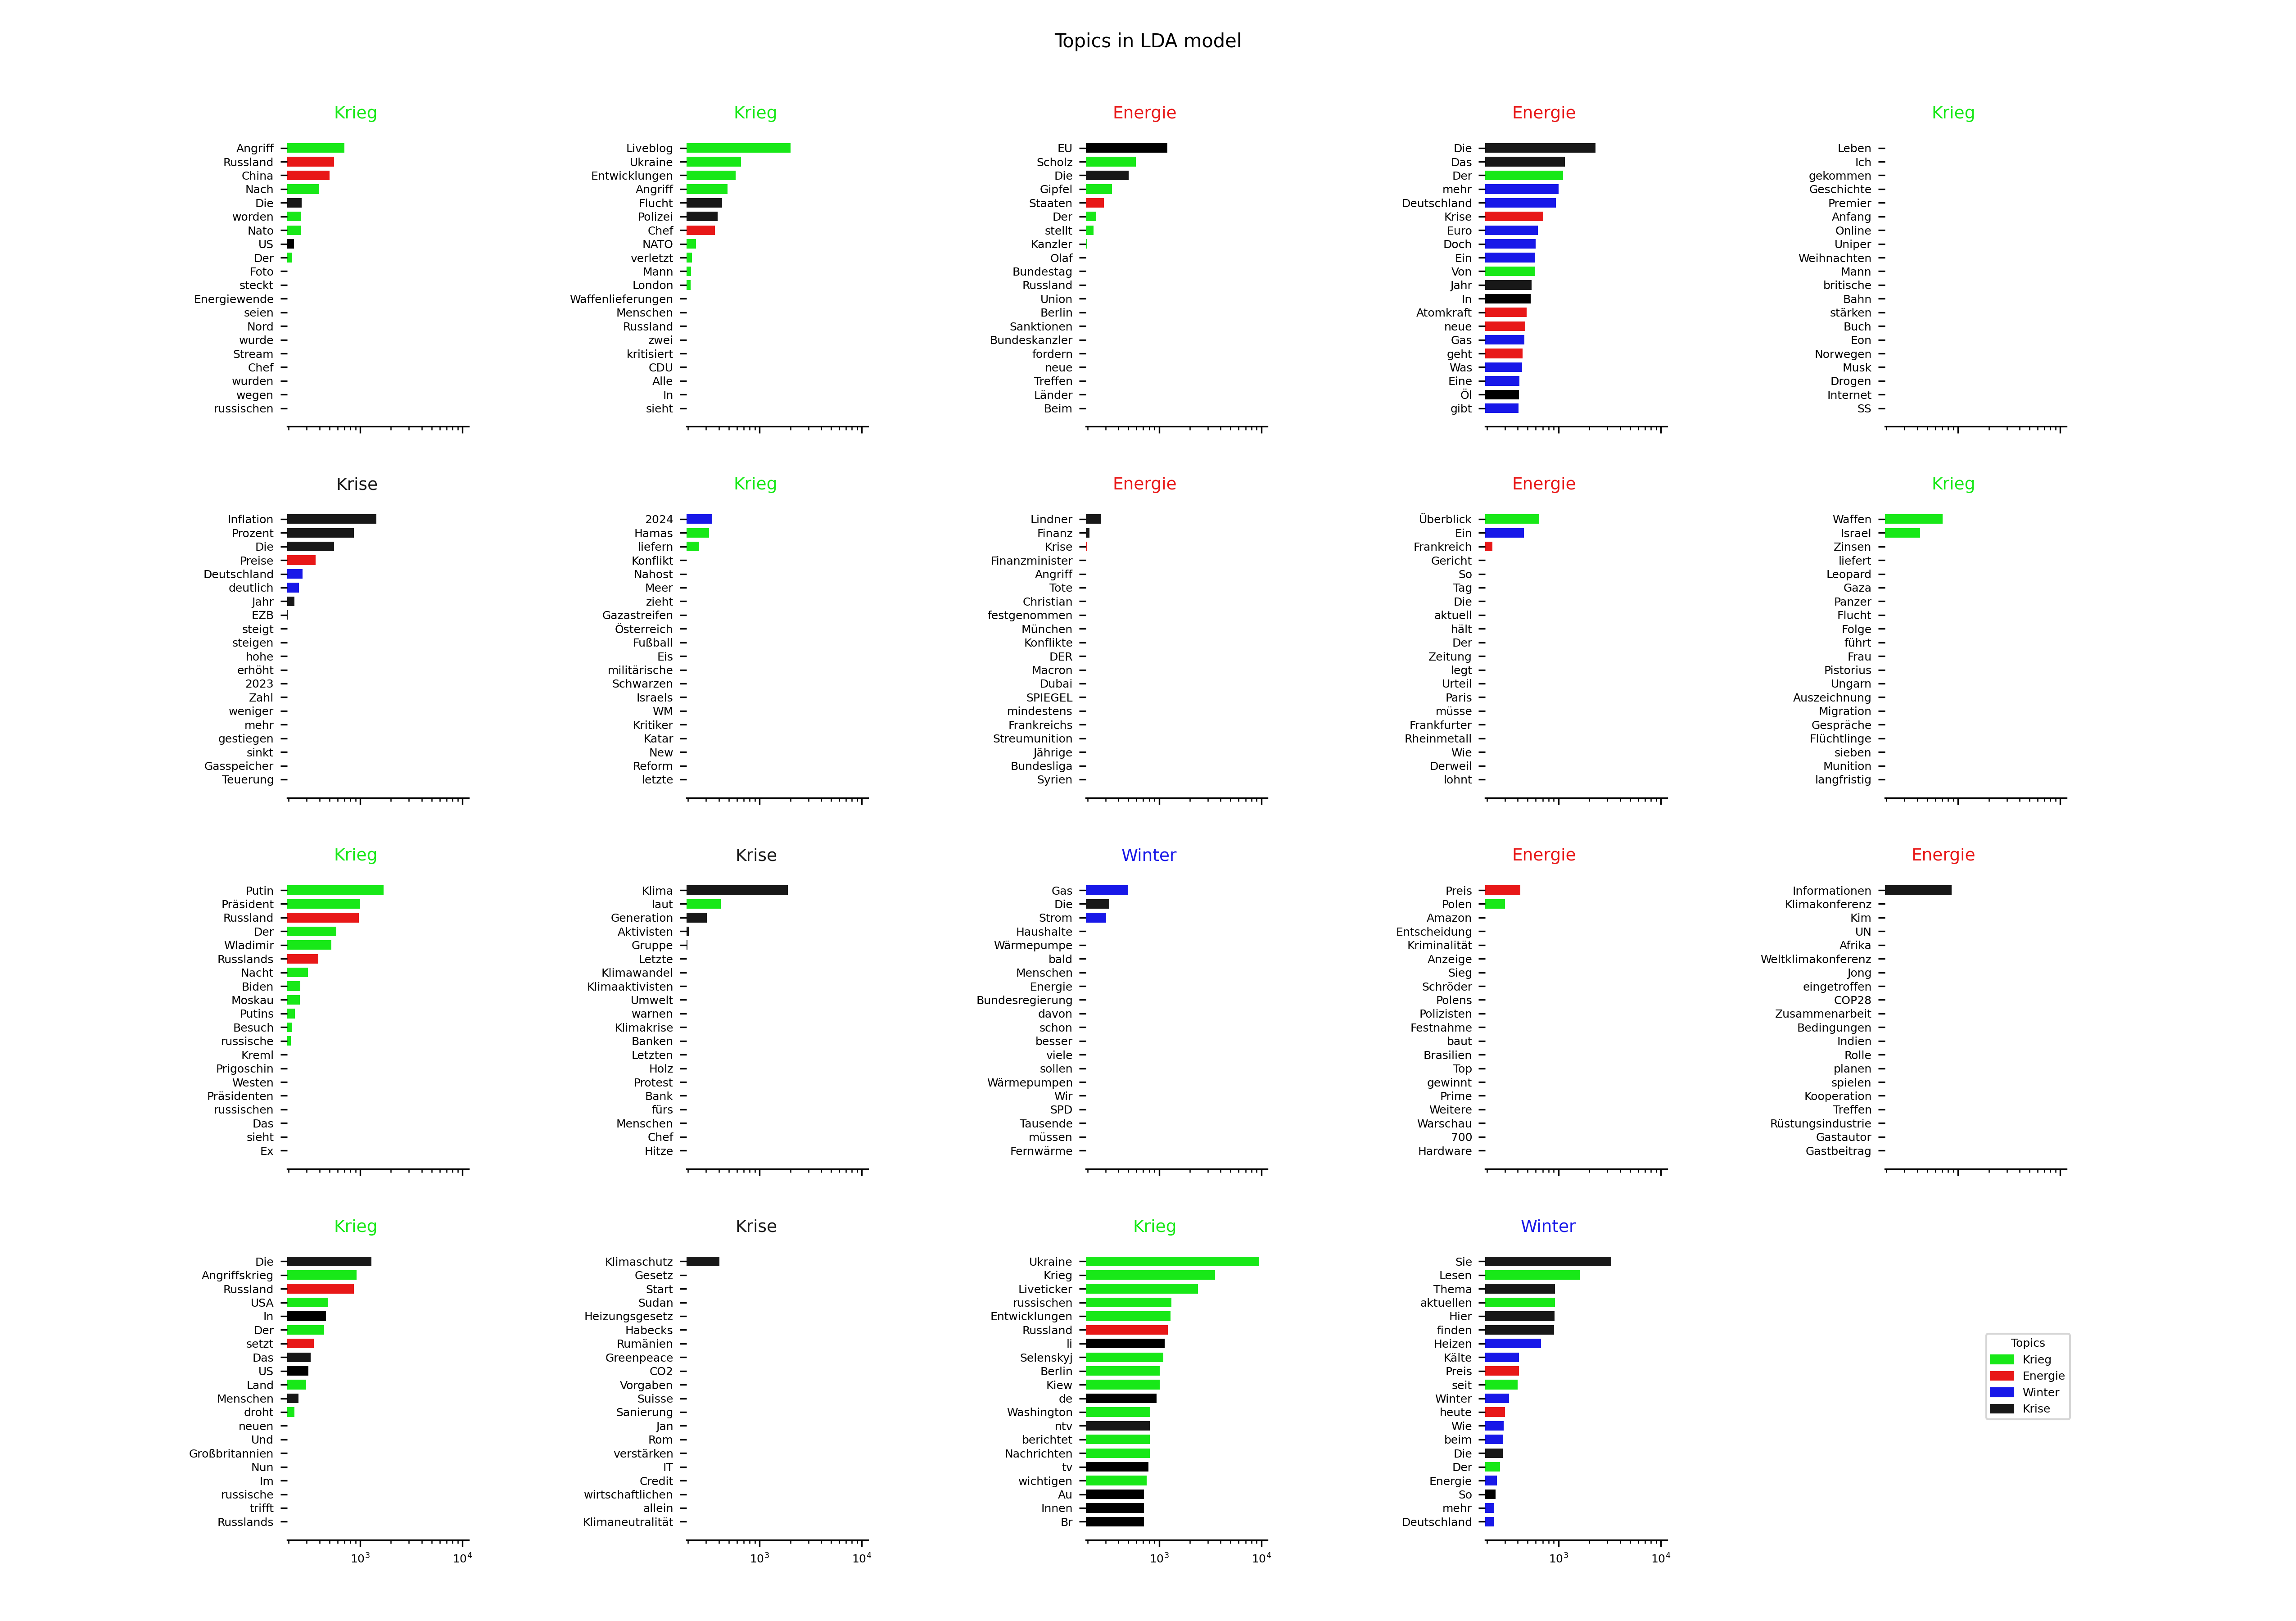 Topics in LDA model
Krieg
Angriff
Russland
China
Nach
Die
worden
Nato
US
Der
Foto
steckt
Energiewende
seien
Nord
wurde
Stream
Chef
wurden
wegen
russischen
Krieg
Liveblog
Ukraine
Entwicklungen
Angriff
Flucht
Polizei
Chef
NATO
verletzt
Mann
London
Waffenlieferungen
Menschen
Russland
zwei
kritisiert
CDU
Alle
In
sieht
Energie
EU
Scholz
Die
Gipfel
Staaten
Der
stellt
Kanzler
Olaf
Bundestag
Russland
Union
Berlin
Sanktionen
Bundeskanzler
fordern
neue
Treffen
Länder
Beim
Energie
Die
Das
Der
mehr
Deutschland
Krise
Euro
Doch
Ein
Von
Jahr
In
Atomkraft
neue
Gas
geht
Was
Eine
Öl
gibt
Krieg
Leben
Ich
gekommen
Geschichte
Premier
Anfang
Online
Uniper
Weihnachten
Mann
britische
Bahn
stärken
Buch
Eon
Norwegen
Musk
Drogen
Internet
SS
Krise
Inflation
Prozent
Die
Preise
Deutschland
deutlich
Jahr
EZB
steigt
steigen
hohe
erhöht
2023
Zahl
weniger
mehr
gestiegen
sinkt
Gasspeicher
Teuerung
Krieg
2024
Hamas
liefern
Konflikt
Nahost
Meer
zieht
Gazastreifen
Österreich
Fußball
Eis
militärische
Schwarzen
Israels
WM
Kritiker
Katar
New
Reform
letzte
Energie
Lindner
Finanz
Krise
Finanzminister
Angriff
Tote
Christian
festgenommen
München
Konflikte
DER
Macron
Dubai
SPIEGEL
mindestens
Frankreichs
Streumunition
Jährige
Bundesliga
Syrien
Energie
Überblick
Ein
Frankreich
Gericht
So
Tag
Die
aktuell
hält
Der
Zeitung
legt
Urteil
Paris
müsse
Frankfurter
Rheinmetall
Wie
Derweil
lohnt
Krieg
Waffen
Israel
Zinsen
liefert
Leopard
Gaza
Panzer
Flucht
Folge
führt
Frau
Pistorius
Ungarn
Auszeichnung
Migration
Gespräche
Flüchtlinge
sieben
Munition
langfristig
Krieg
Putin
Präsident
Russland
Der
Wladimir
Russlands
Nacht
Biden
Moskau
Putins
Besuch
russische
Kreml
Prigoschin
Westen
Präsidenten
russischen
Das
sieht
Ex
Krise
Klima
laut
Generation
Aktivisten
Gruppe
Letzte
Klimawandel
Klimaaktivisten
Umwelt
warnen
Klimakrise
Banken
Letzten
Holz
Protest
Bank
fürs
Menschen
Chef
Hitze
Winter
Gas
Die
Strom
Haushalte
Wärmepumpe
bald
Menschen
Energie
Bundesregierung
davon
schon
besser
viele
sollen
Wärmepumpen
Wir
SPD
Tausende
müssen
Fernwärme
Energie
Preis
Polen
Amazon
Entscheidung
Kriminalität
Anzeige
Sieg
Schröder
Polens
Polizisten
Festnahme
baut
Brasilien
Top
gewinnt
Prime
Weitere
Warschau
700
Hardware
Energie
Informationen
Klimakonferenz
Kim
UN
Afrika
Weltklimakonferenz
Jong
eingetroffen
COP28
Zusammenarbeit
Bedingungen
Indien
Rolle
planen
spielen
Kooperation
Treffen
Rüstungsindustrie
Gastautor
Gastbeitrag
Krieg
Die
Angriffskrieg
Russland
USA
In
Der
setzt
Das
US
Land
Menschen
droht
neuen
Und
Großbritannien
Nun
Im
russische
trifft
Russlands
10³ 10⁴
Krise
Klimaschutz
Gesetz
Start
Sudan
Heizungsgesetz
Habecks
Rumänien
Greenpeace
CO2
Vorgaben
Suisse
Sanierung
Jan
Rom
verstärken
IT
Credit
wirtschaftlichen
allein
Klimaneutralität
10³ 10⁴
Krieg
Ukraine
Krieg
Liveticker
russischen
Entwicklungen
Russland
li
Selenskyj
Berlin
Kiew
de
Washington
ntv
berichtet
Nachrichten
tv
wichtigen
Au
Innen
Br
10³ 10⁴
Winter
Sie
Lesen
Thema
aktuellen
Hier
finden
Heizen
Kälte
Preis
seit
Winter
heute
Wie
beim
Die
Der
Energie
So
mehr
Deutschland
10³ 10⁴
Topics
Krieg
Energie
Winter
Krise